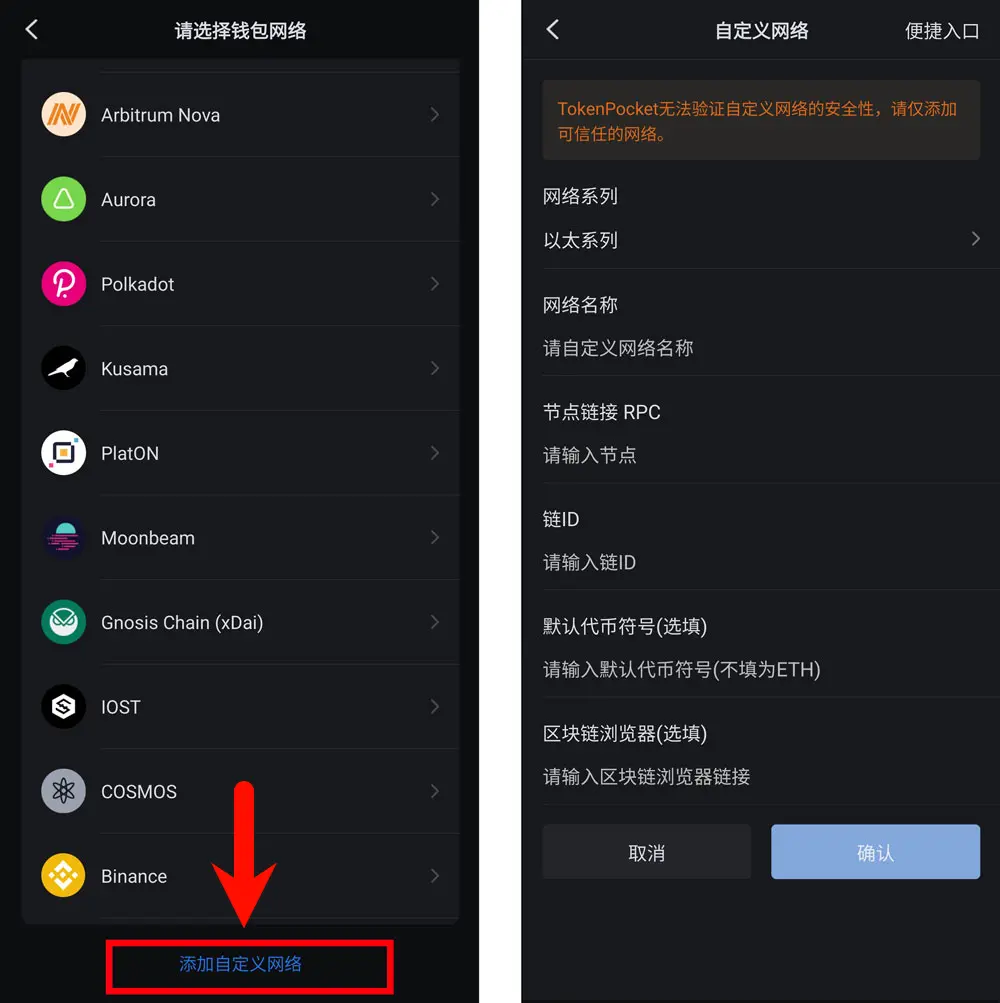 请选择钱包网络
Arbitrum Nova
Aurora
Polkadot
Kusama
PlatON
Moonbeam
Gnosis Chain (xDai)
IOST
COSMOS
Binance
添加自定义网络
自定义网络
便捷入口
TokenPocket无法验证自定义网络的安全性，请仅添加
可信任的网络。
网络系列
以太系列
网络名称
请自定义网络名称
节点链接 RPC
请输入节点
链ID
请输入链ID
默认代币符号(选填)
请输入默认代币符号(不填为ETH)
区块链浏览器(选填)
请输入区块链浏览器链接
取消
确认